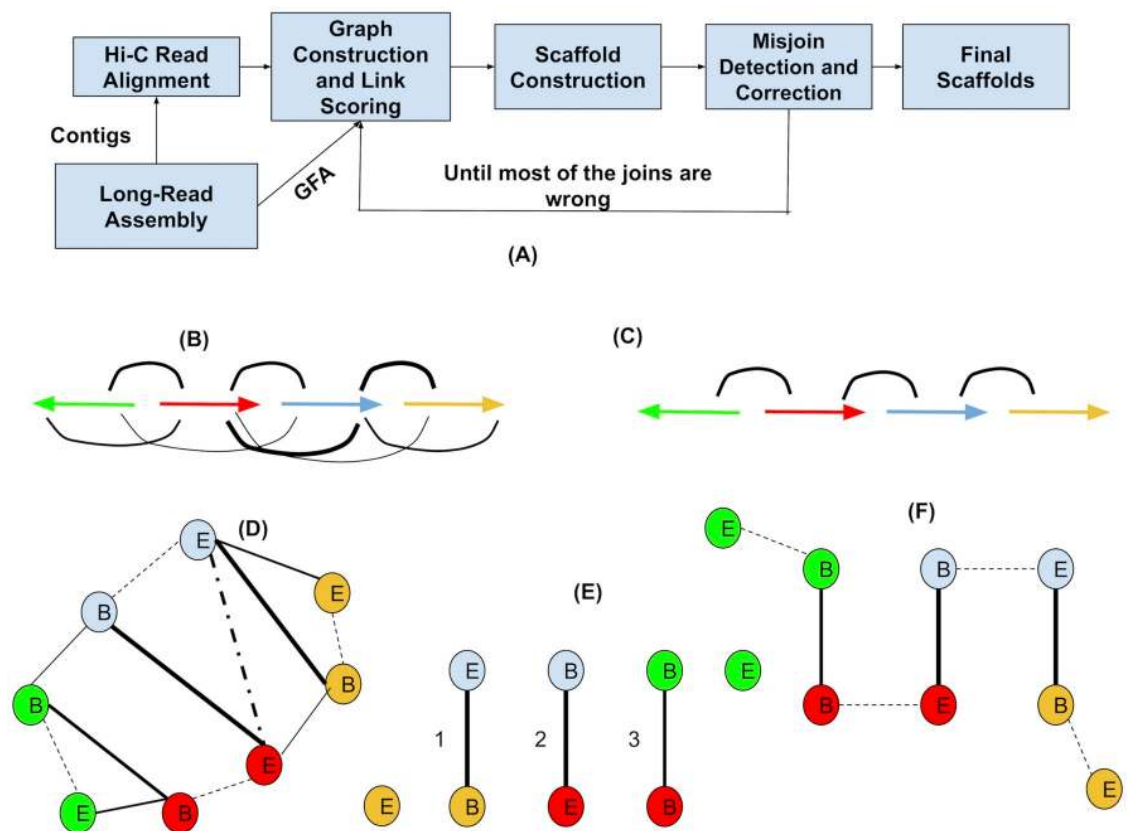 Hi-C Read
Alignment
Graph
Construction
and Link
Scoring
Scaffold
Construction
Misjoin
Detection and
Correction
Final
Scaffolds
Contigs
Long-Read
Assembly
GFA
Until most of the joins are
wrong
(A)
(B)
(C)
(D)
E
B
E
B
B
E
E
B
(E)
E
B
B
E
1
2
3
E
B
E
B
(F)
E
B
B
E
B
E
B
E